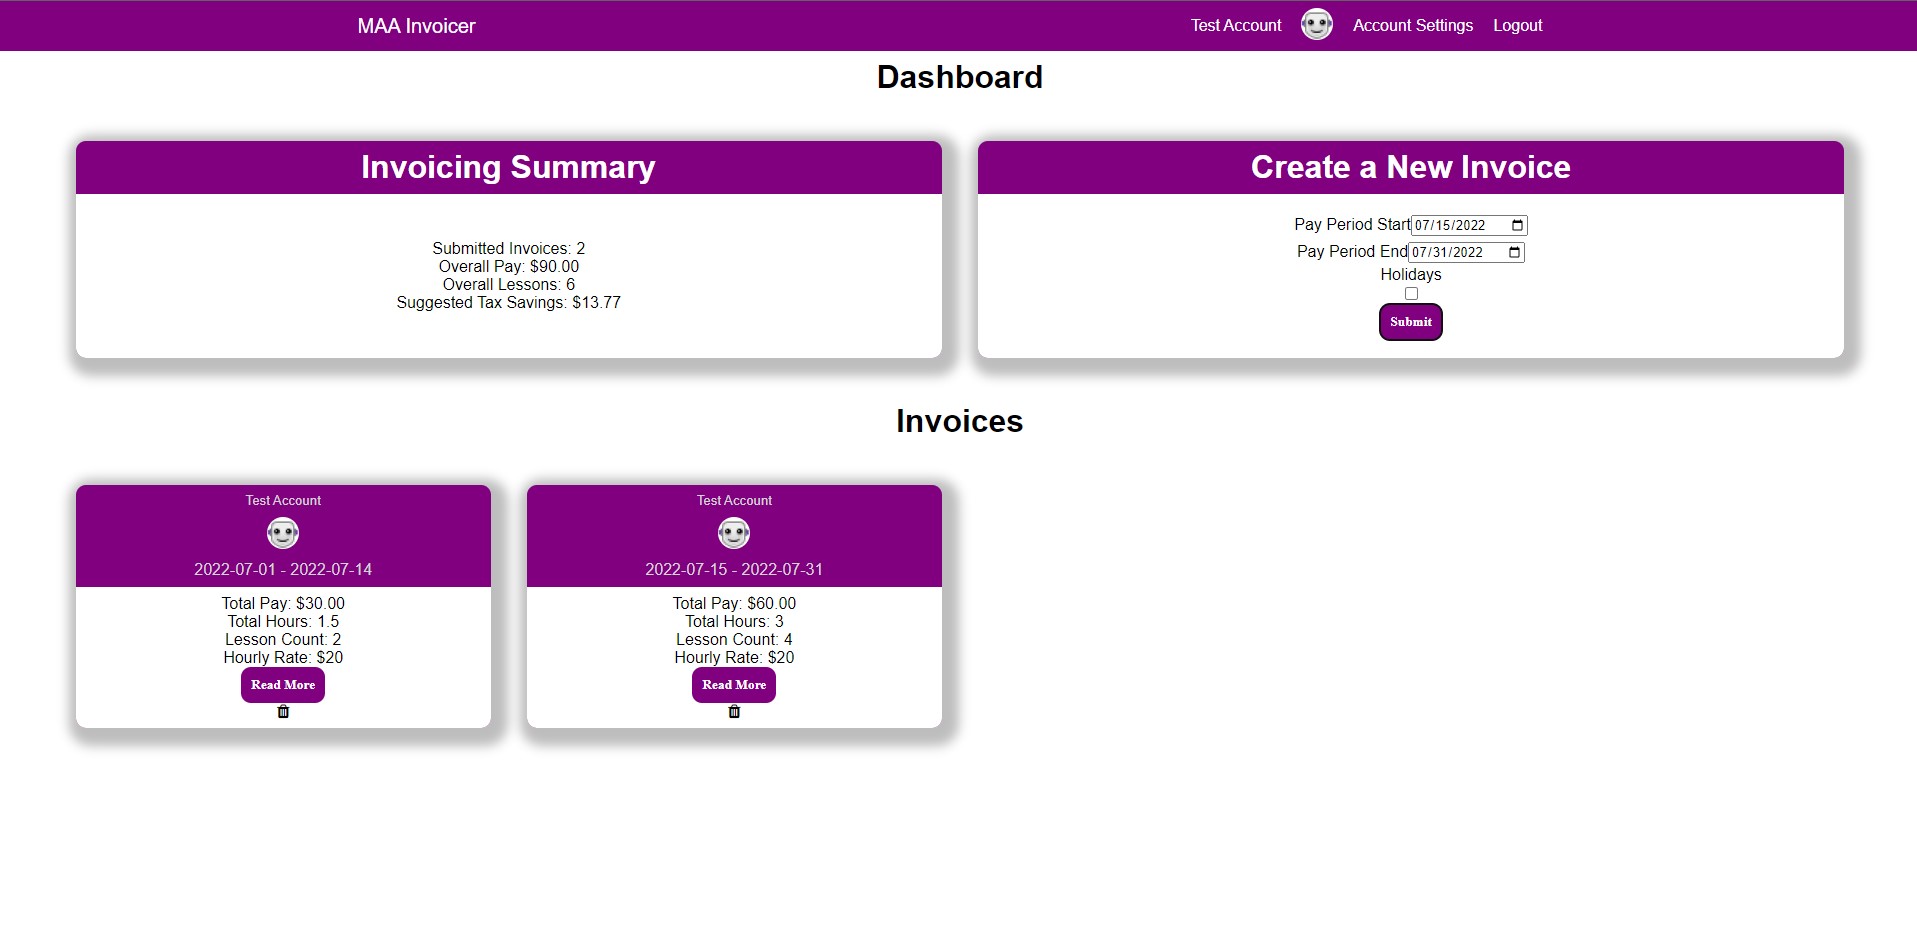 MAA Invoicer
Test Account
Account Settings
Logout
Dashboard
Invoicing Summary
Submitted Invoices: 2
Overall Pay: $90.00
Overall Lessons: 6
Suggested Tax Savings: $13.77
Create a New Invoice
Pay Period Start 07/15/2022
Pay Period End 07/31/2022
Holidays
Submit
Invoices
Test Account
2022-07-01 - 2022-07-14
Total Pay: $30.00
Total Hours: 1.5
Lesson Count: 2
Hourly Rate: $20
Read More
Test Account
2022-07-15 - 2022-07-31
Total Pay: $60.00
Total Hours: 3
Lesson Count: 4
Hourly Rate: $20
Read More